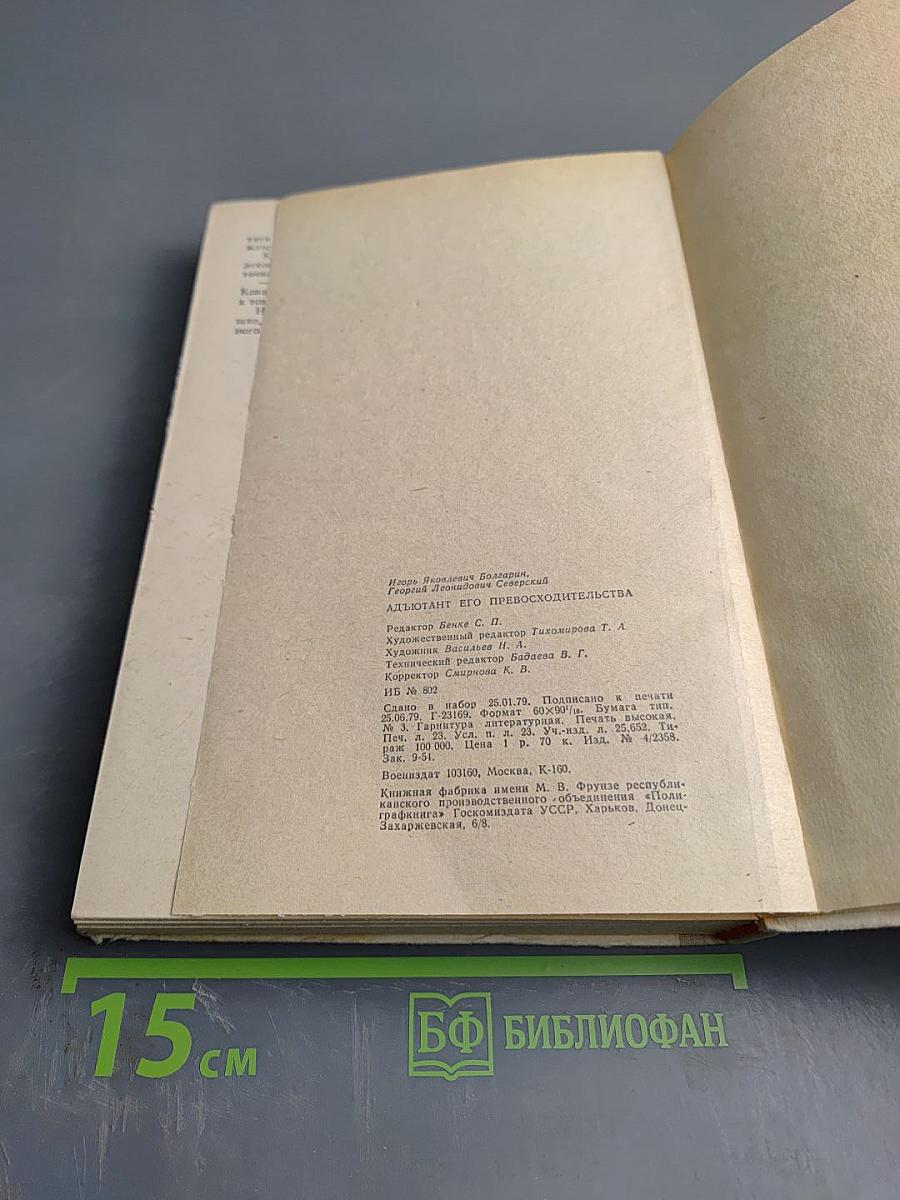 Игорь Яковлевич Болгарин,
Георгий Леонидович Северский
АДЪЮТАНТ ЕГО ПРЕВОСХОДИТЕЛЬСТВА
Редактор Бенке С. П.
Художественный редактор Тихомирова Т. А
Художник Васильев Н. А.
Технический редактор Бадаева В. Г.
Корректор Смирнова К. В.
ИБ № 802
Сдано в набор 25.01.79. Подписано к печати
25.06.79. Г-23169. Формат 60×90¹/₁₆. Бумага тип.
№ 3. Гарнитура литературная. Печать высокая.
Печ. л. 23. Усл. п. л. 23. Уч.-изд. л. 25,652. Ти-
раж 100 000. Цена 1 р. 70 к. Изд. № 4/2358.
Зак. 9-51.
Воениздат 103160, Москва, К-160.
Книжная фабрика имени М. В. Фрунзе республи-
канского производственного объединения «Поли-
графкнига» Госкомиздата УССР, Харьков, Донец-
Захаржевская, 6/8.
15 см
БФ БИБЛИОФАН